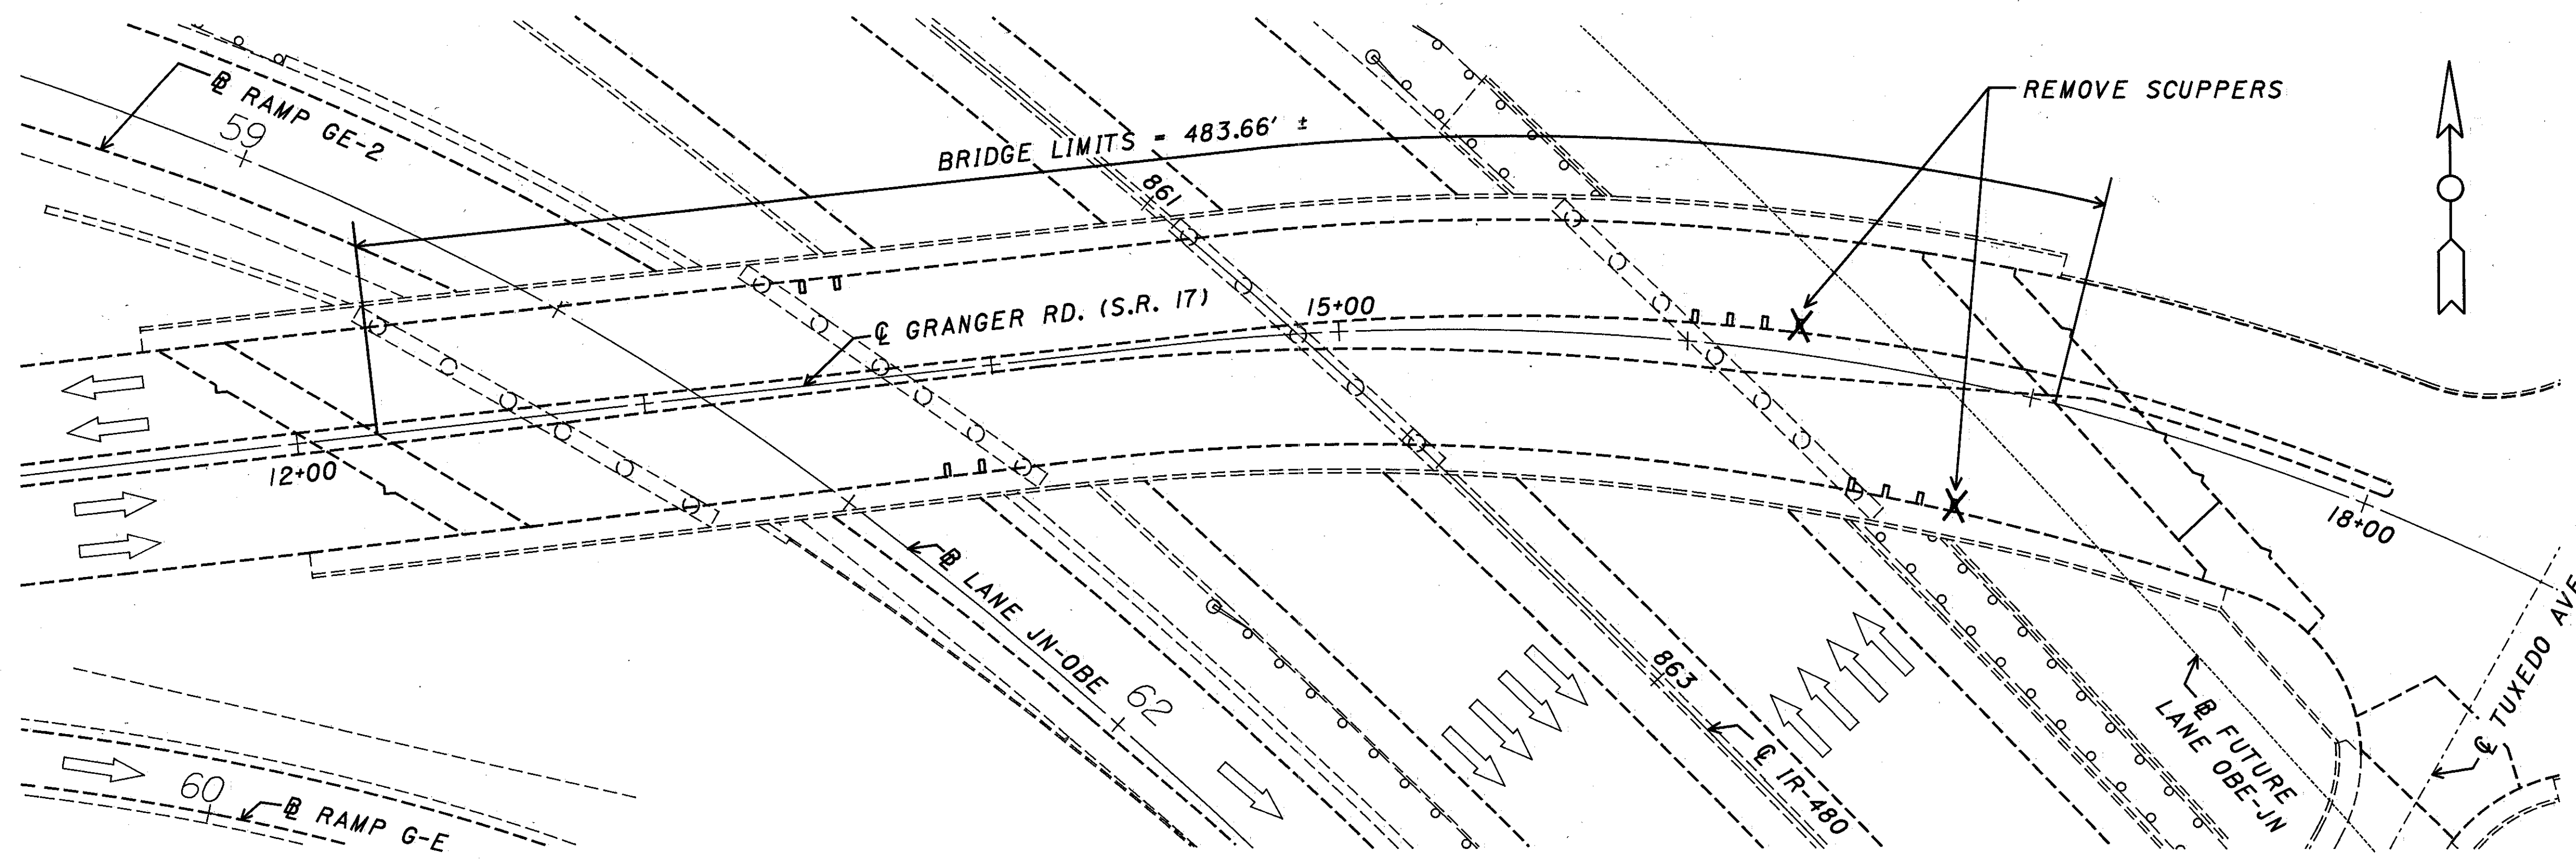 REMOVE SCUPPERS
℄ RAMP GE-2
59
BRIDGE LIMITS = 483.66' ±
861
℄ GRANGER RD. (S.R. 17)
15+00
12+00
18+00
℄ LANE JN-OBE
62
863
℄ IR-480
℄ FUTURE
LANE OBE-JN
℄ TUXEDO AVE
60
℄ RAMP G-E